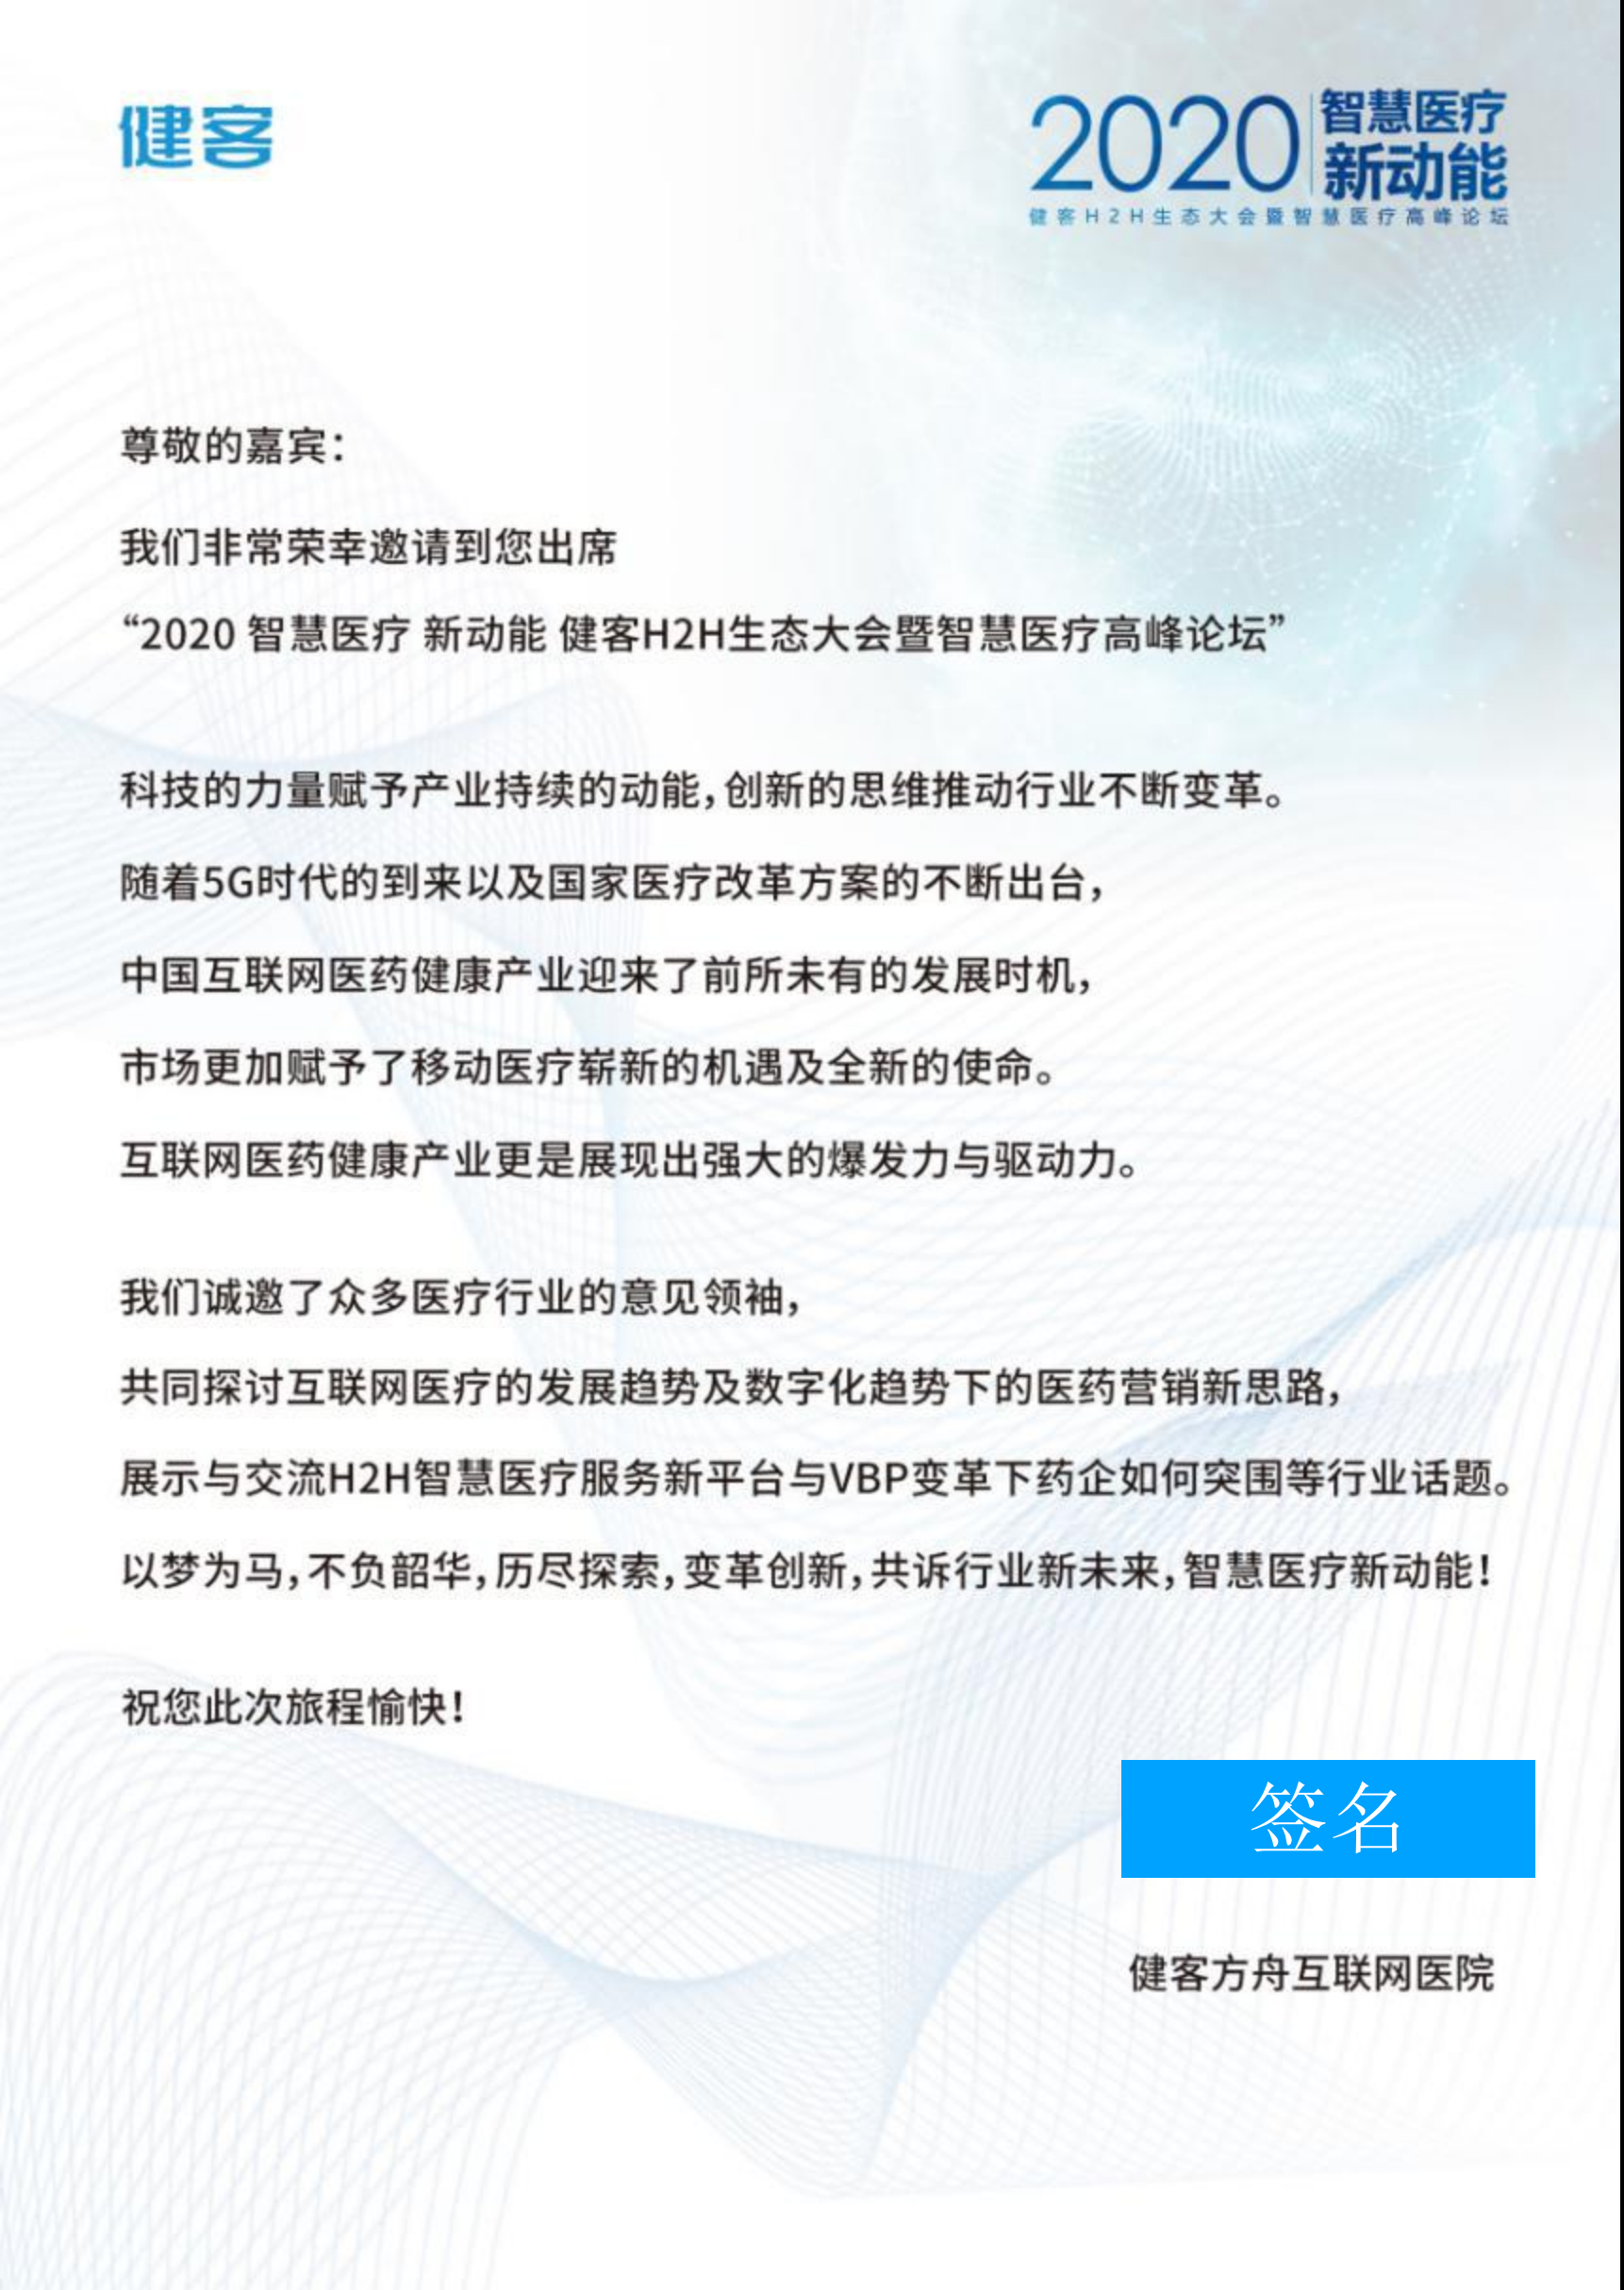 健客
2020
智慧医疗
新动能
健客H2H生态大会暨智慧医疗高峰论坛
尊敬的嘉宾：
我们非常荣幸邀请到您出席
“2020 智慧医疗 新动能 健客H2H生态大会暨智慧医疗高峰论坛”
科技的力量赋予产业持续的动能，创新的思维推动行业不断变革。
随着5G时代的到来以及国家医疗改革方案的不断出台，
中国互联网医药健康产业迎来了前所未有的发展时机，
市场更加赋予了移动医疗崭新的机遇及全新的使命。
互联网医药健康产业更是展现出强大的爆发力与驱动力。
我们诚邀了众多医疗行业的意见领袖，
共同探讨互联网医疗的发展趋势及数字化趋势下的医药营销新思路，
展示与交流H2H智慧医疗服务新平台与VBP变革下药企如何突围等行业话题。
以梦为马，不负韶华，历尽探索，变革创新，共诉行业新未来，智慧医疗新动能！
祝您此次旅程愉快！
签名
健客方舟互联网医院